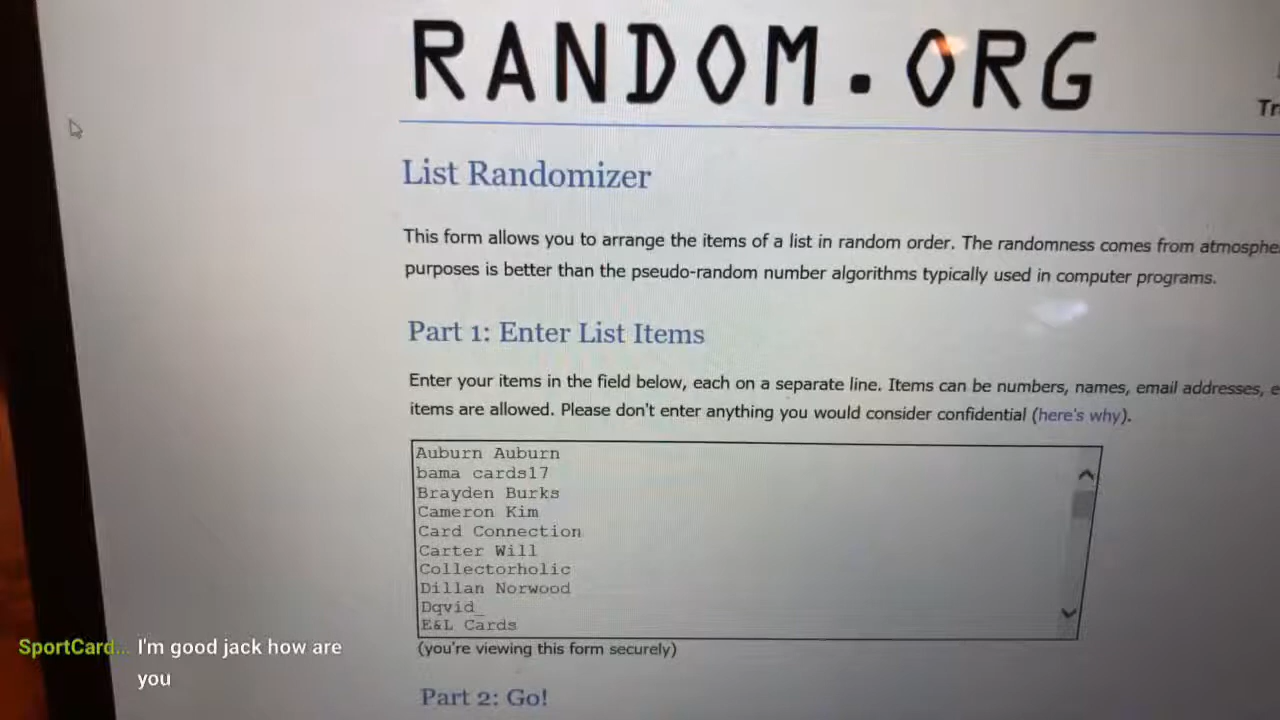 RANDOM.ORG
Tr
List Randomizer
This form allows you to arrange the items of a list in random order. The randomness comes from atmosphe
purposes is better than the pseudo-random number algorithms typically used in computer programs.
Part 1: Enter List Items
Enter your items in the field below, each on a separate line. Items can be numbers, names, email addresses, e
items are allowed. Please don't enter anything you would consider confidential (here's why).
Auburn Auburn
bama cards17
Brayden Burks
Cameron Kim
Card Connection
Carter Will
Collectorholic
Dillan Norwood
Dqvid_
E&L Cards
(you're viewing this form securely)
SportCard... I'm good jack how are
you
Part 2: Go!